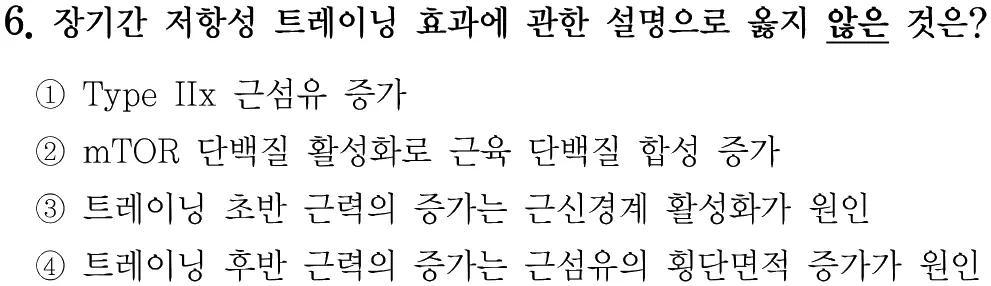 6. 장기간 저항성 트레이닝 효과에 관한 설명으로 옳지 않은 것은?
① Type IIx 근섬유 증가
② mTOR 단백질 활성화로 근육 단백질 합성 증가
③ 트레이닝 초반 근력의 증가는 근신경계 활성화가 원인
④ 트레이닝 후반 근력의 증가는 근섬유의 횡단면적 증가가 원인